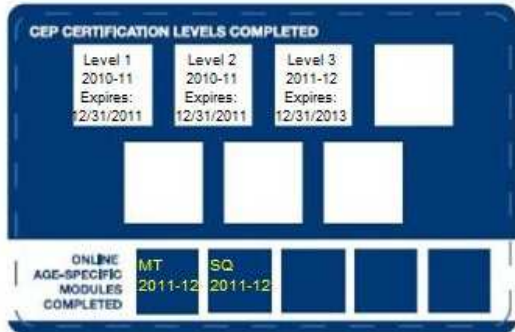 CEP CERTIFICATION LEVELS COMPLETED
Level 1
2010-11
Expires:
12/31/2011
Level 2
2010-11
Expires:
12/31/2011
Level 3
2011-12
Expires:
12/31/2013
ONLINE
AGE-SPECIFIC
MODULES
COMPLETED
MT
2011-12
SQ
2011-12